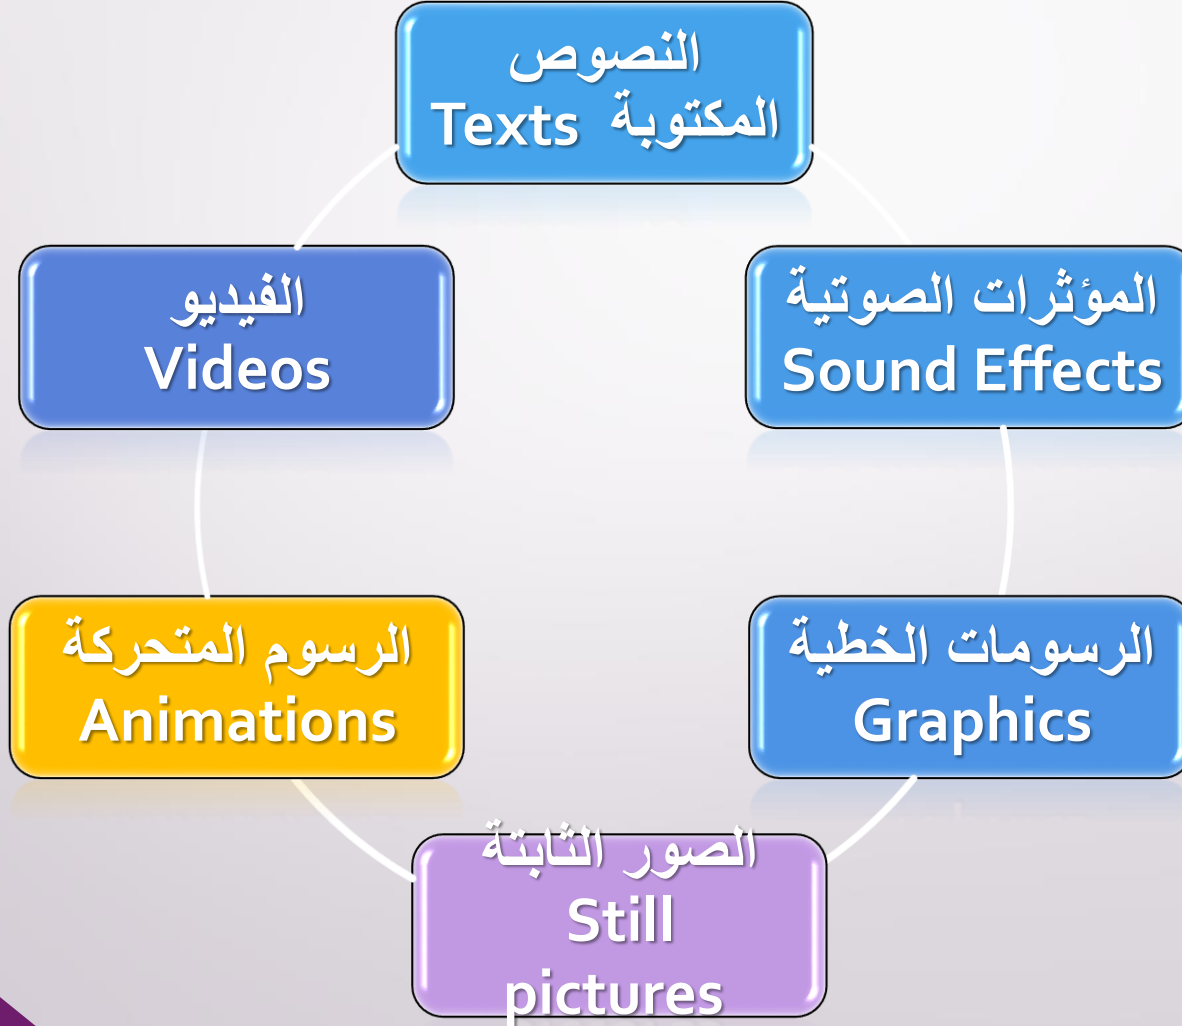 النصوص
المكتوبة Texts
المؤثرات الصوتية
Sound Effects
الرسومات الخطية
Graphics
الصور الثابتة
Still
pictures
الرسوم المتحركة
Animations
الفيديو
Videos